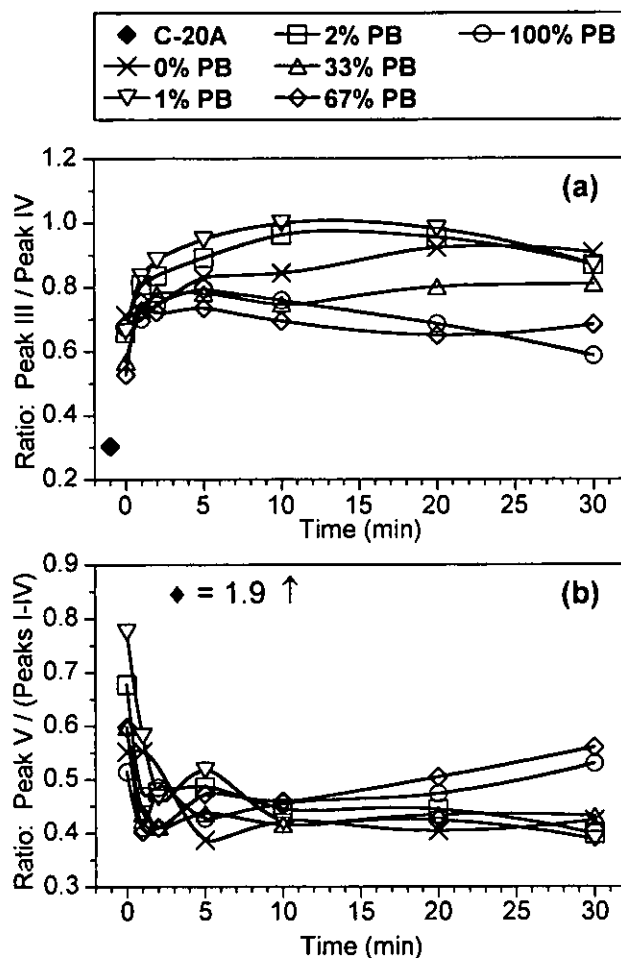 ◆ C-20A □ 2% PB ○ 100% PB
× 0% PB △ 33% PB
▽ 1% PB ◇ 67% PB
(a)
Ratio: Peak III / Peak IV
1.2
1.0
0.8
0.6
0.4
0.2
0 5 10 15 20 25 30
Time (min)
(b)
◆ = 1.9 ↑
Ratio: Peak V / (Peaks I-IV)
0.9
0.8
0.7
0.6
0.5
0.4
0.3
0 5 10 15 20 25 30
Time (min)